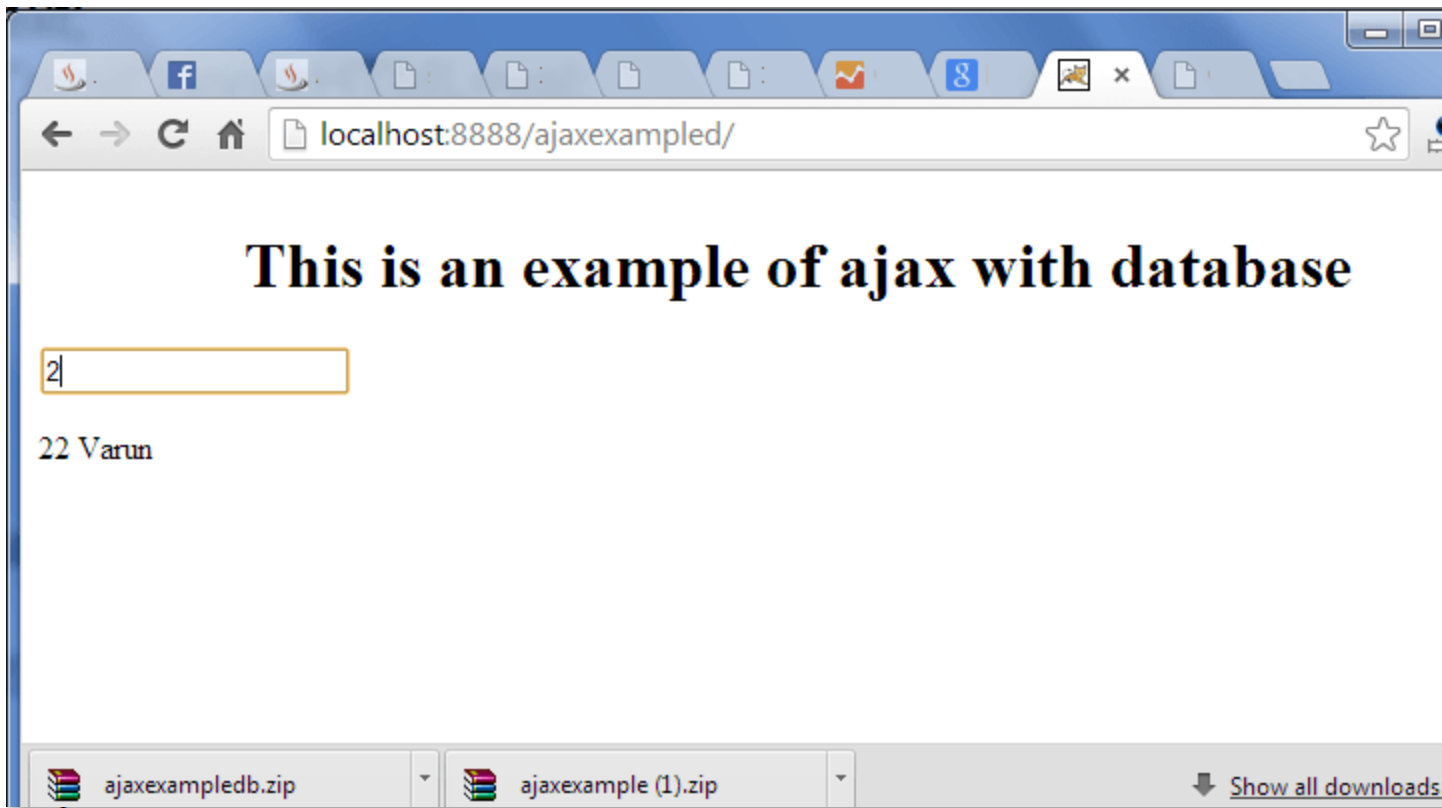 localhost:8888/ajaxexampled/
This is an example of ajax with database
2
22 Varun
ajaxexampledb.zip
ajaxexample (1).zip
Show all downloads